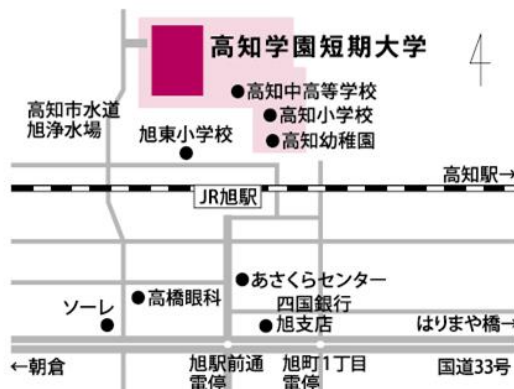 高知学園短期大学
高知中高等学校
高知小学校
高知幼稚園
高知市水道
旭浄水場
旭東小学校
高知駅→
JR旭駅
あさくらセンター
高橋眼科
四国銀行
旭支店
ソーレ
はりまや橋→
←朝倉
旭駅前通
電停
旭町1丁目
電停
国道33号